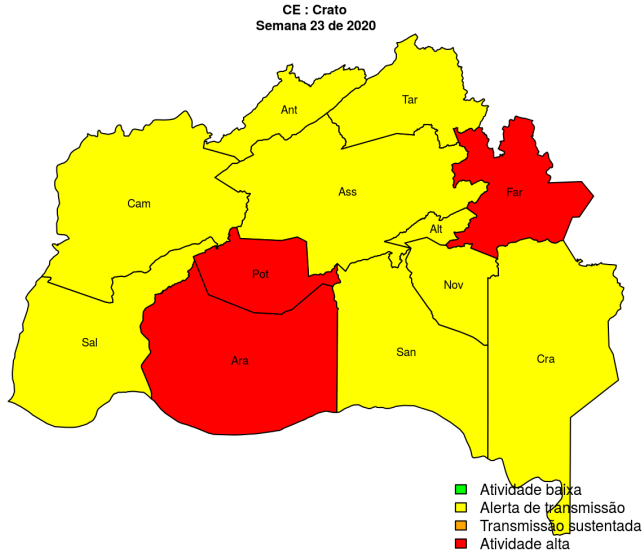 CE : Crato
Semana 23 de 2020
Tar
Ant
Far
Ass
Cam
Alt
Pot
Nov
Sal
San
Cra
Ara
Atividade baixa
Alerta de transmissão
Transmissão sustentada
Atividade alta